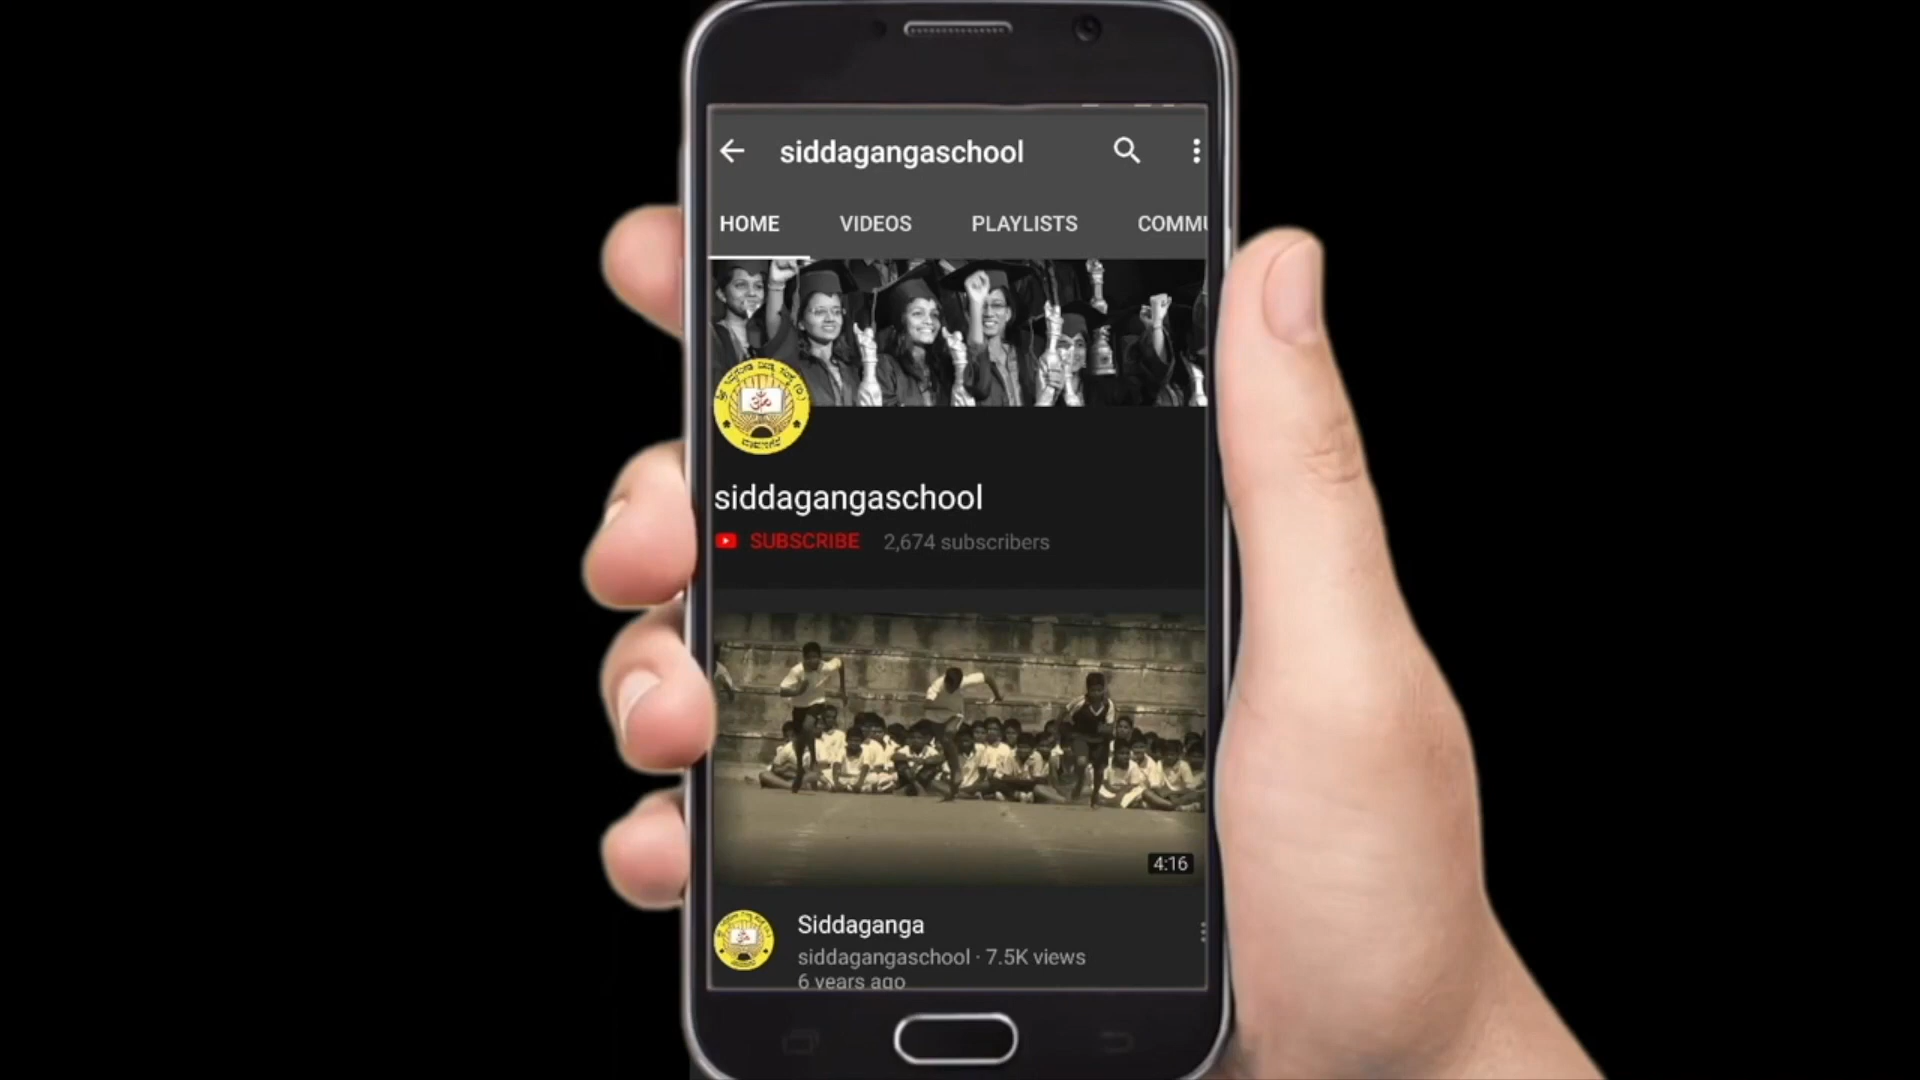 siddagangaschool
HOME VIDEOS PLAYLISTS COMMU
siddagangaschool
SUBSCRIBE 2,674 subscribers
4:16
Siddaganga
siddagangaschool · 7.5K views
6 years ago